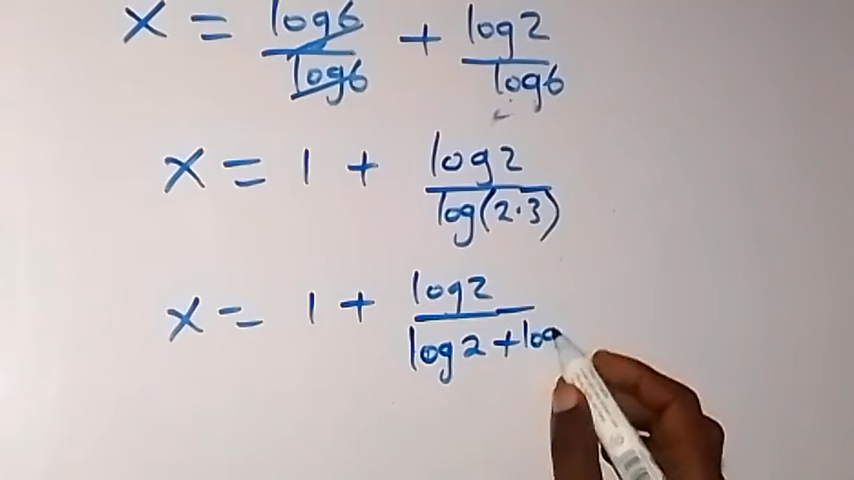 x = log6/log6 + log2/log6
x = 1 + log2/log(2·3)
x = 1 + log2/log2 + log